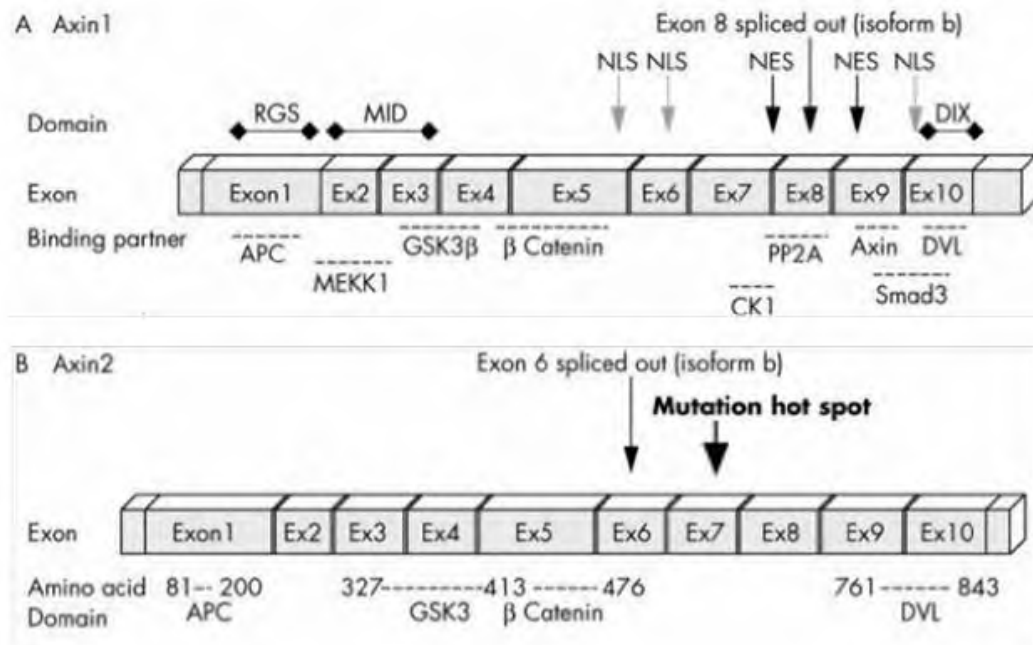 A Axin1
Exon 8 spliced out (isoform b)
NLS NLS NES NES NLS
Domain RGS MID DIX
Exon Exon1 Ex2 Ex3 Ex4 Ex5 Ex6 Ex7 Ex8 Ex9 Ex10
Binding partner APC GSK3β β Catenin PP2A Axin DVL
MEKK1 CK1 Smad3
B Axin2
Exon 6 spliced out (isoform b)
Mutation hot spot
Exon Exon1 Ex2 Ex3 Ex4 Ex5 Ex6 Ex7 Ex8 Ex9 Ex10
Amino acid 81-- 200 327--------413 ------ 476 761 ------- 843
Domain APC GSK3 β Catenin DVL